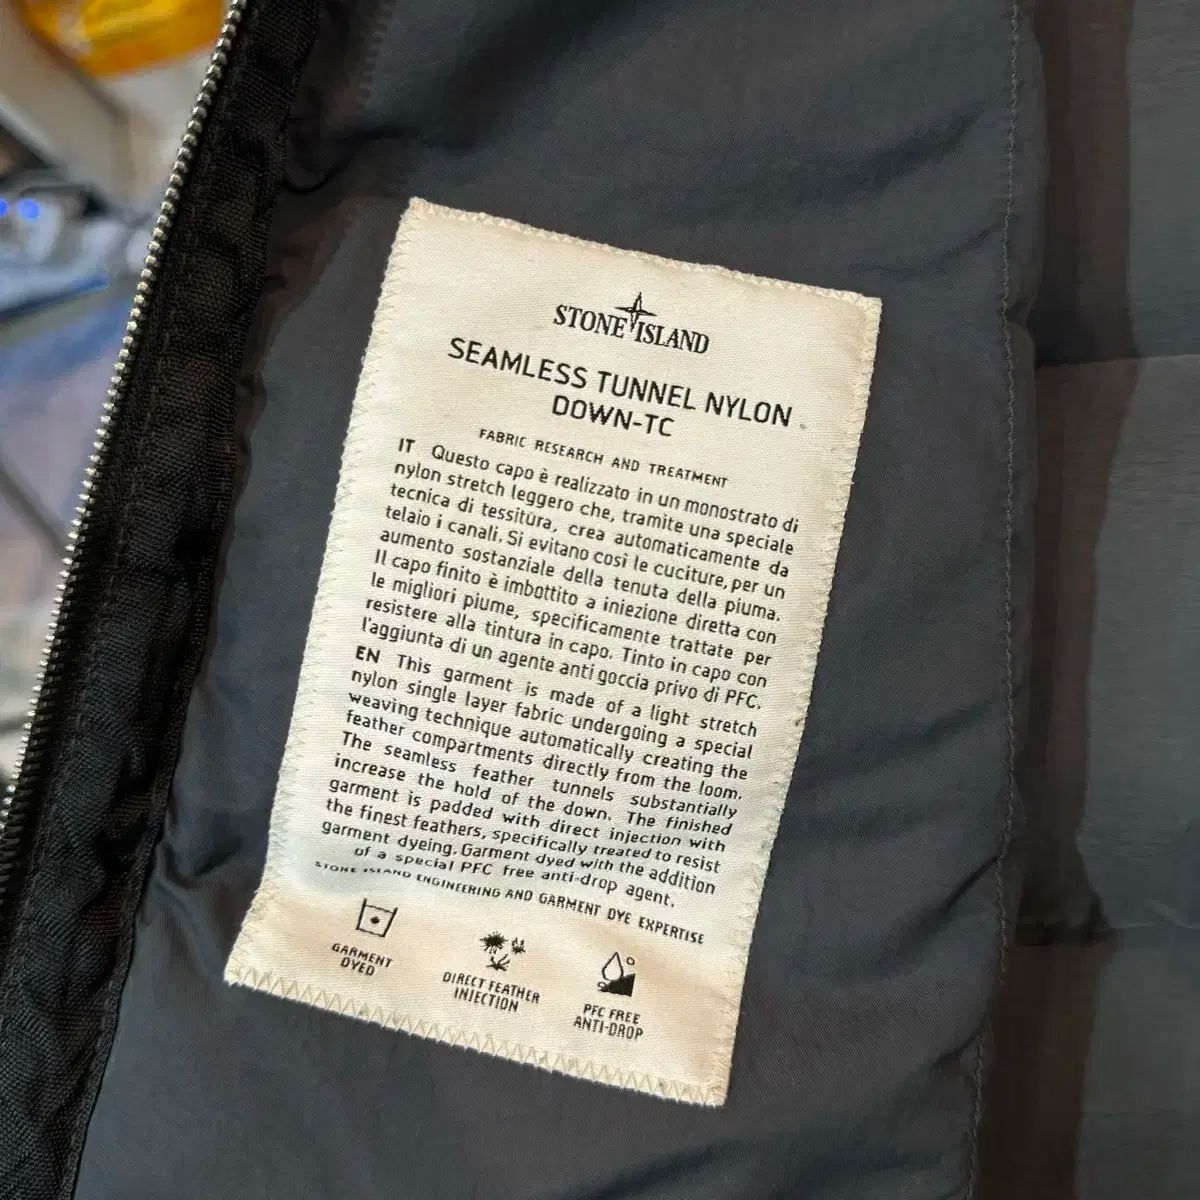 STONE ISLAND
SEAMLESS TUNNEL NYLON
DOWN-TC
FABRIC RESEARCH AND TREATMENT
IT Questo capo è realizzato in un monostrato di
nylon stretch leggero che, tramite una speciale
tecnica di tessitura, crea automaticamente da
telaio i canali. Si evitano così le cuciture, per un
aumento sostanziale della tenuta della piuma.
Il capo finito è imbottito a iniezione diretta con
le migliori piume, specificamente trattate per
resistere alla tintura in capo. Tinto in capo con
l'aggiunta di un agente anti goccia privo di PFC.
EN This garment is made of a light stretch
nylon single layer fabric undergoing a special
weaving technique automatically creating the
feather compartments directly from the loom.
The seamless feather tunnels substantially
increase the hold of the down. The finished
garment is padded with direct injection with
the finest feathers, specifically treated to resist
garment dyeing. Garment dyed with the addition
of a special PFC free anti-drop agent.
STONE ISLAND ENGINEERING AND GARMENT DYE EXPERTISE
GARMENT
DYED
DIRECT FEATHER
INJECTION
PFC FREE
ANTI-DROP